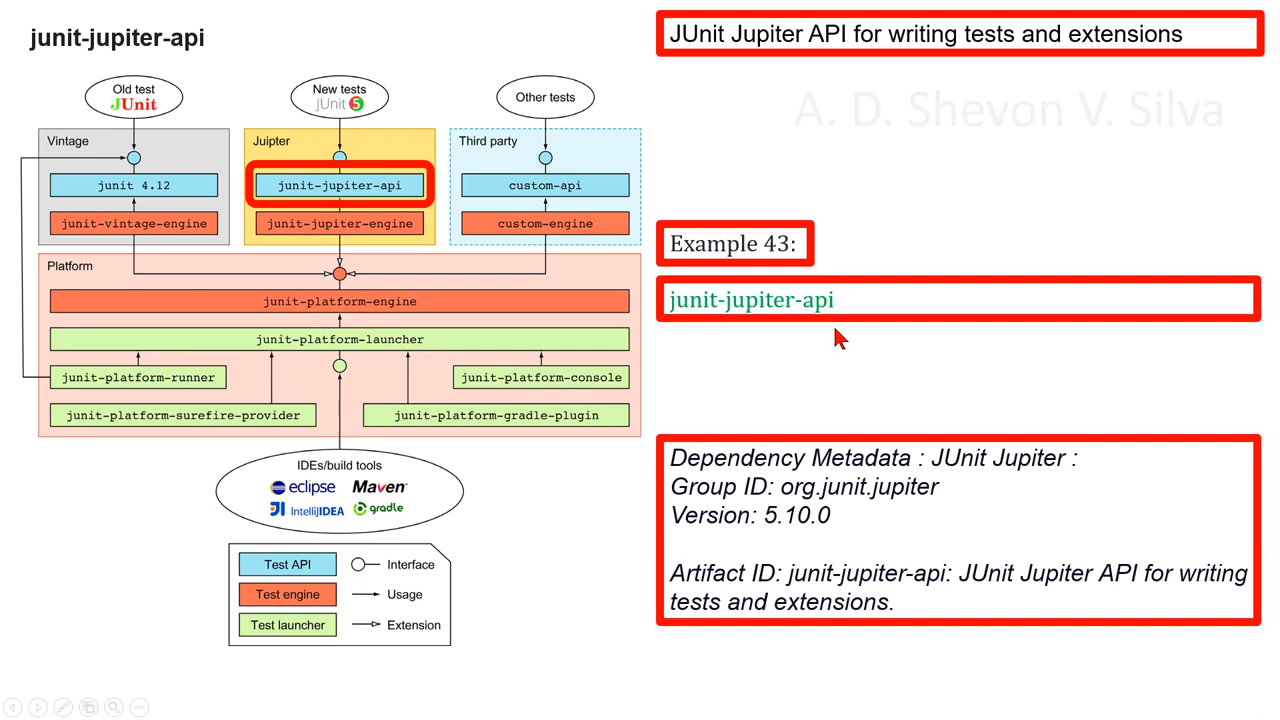 junit-jupiter-api
JUnit Jupiter API for writing tests and extensions
A. D. Shevon V. Silva
Old test
JUnit
New tests
JUnit 5
Other tests
Vintage
Juipter
Third party
junit 4.12
junit-jupiter-api
custom-api
junit-vintage-engine
junit-jupiter-engine
custom-engine
Platform
junit-platform-engine
junit-platform-launcher
junit-platform-runner
junit-platform-console
junit-platform-surefire-provider
junit-platform-gradle-plugin
IDEs/build tools
eclipse
Maven
IntelliJIDEA
gradle
Test API
Interface
Test engine
Usage
Test launcher
Extension
Example 43:
junit-jupiter-api
Dependency Metadata : JUnit Jupiter :
Group ID: org.junit.jupiter
Version: 5.10.0
Artifact ID: junit-jupiter-api: JUnit Jupiter API for writing
tests and extensions.